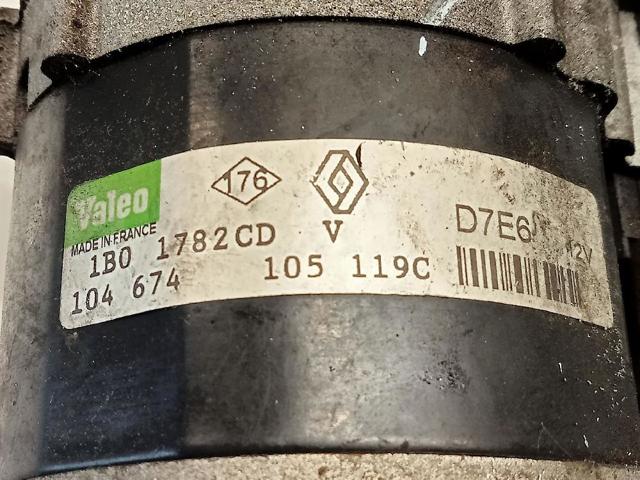 Valeo
MADE IN FRANCE
176
1B0 1782CD V
104 674 105 119C
D7E6
12V